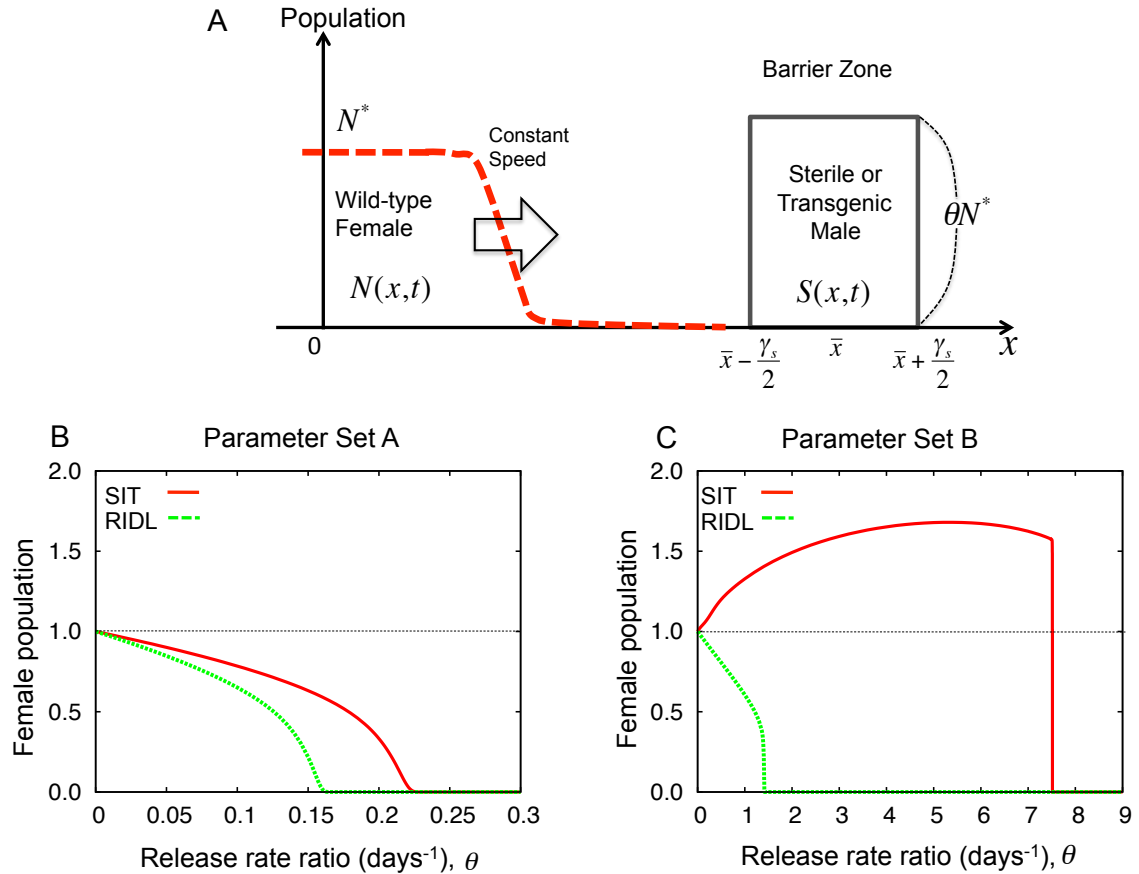 A
Population
Barrier Zone
N*
Constant
Speed
Wild-type
Female
Sterile or
Transgenic
Male
θN*
N(x,t)
S(x,t)
0
x̄ − γs/2
x̄
x̄ + γs/2
x
B
Parameter Set A
SIT
RIDL
2.0
1.5
1.0
0.5
0.0
Female population
0
0.05
0.1
0.15
0.2
0.25
0.3
Release rate ratio (days-1), θ
C
Parameter Set B
SIT
RIDL
2.0
1.5
1.0
0.5
0.0
Female population
0
1
2
3
4
5
6
7
8
9
Release rate ratio (days-1), θ